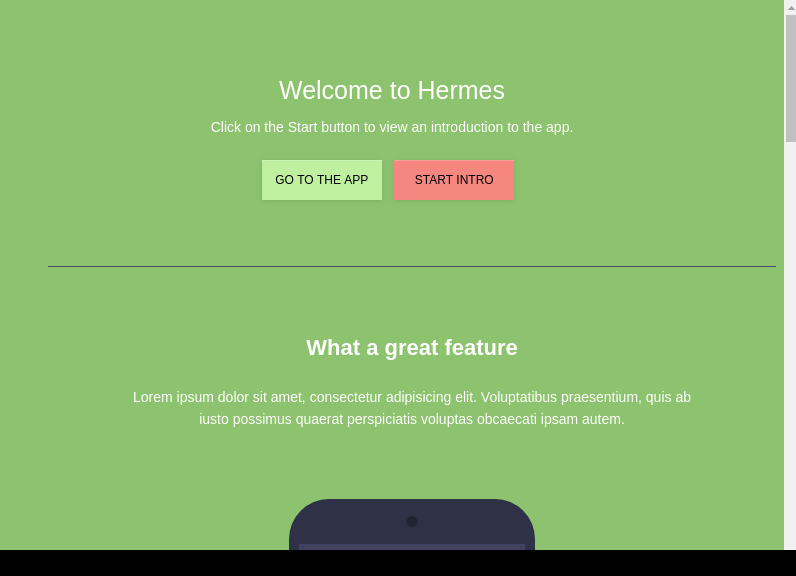 Welcome to Hermes
Click on the Start button to view an introduction to the app.
GO TO THE APP
START INTRO
What a great feature
Lorem ipsum dolor sit amet, consectetur adipisicing elit. Voluptatibus praesentium, quis ab
iusto possimus quaerat perspiciatis voluptas obcaecati ipsam autem.